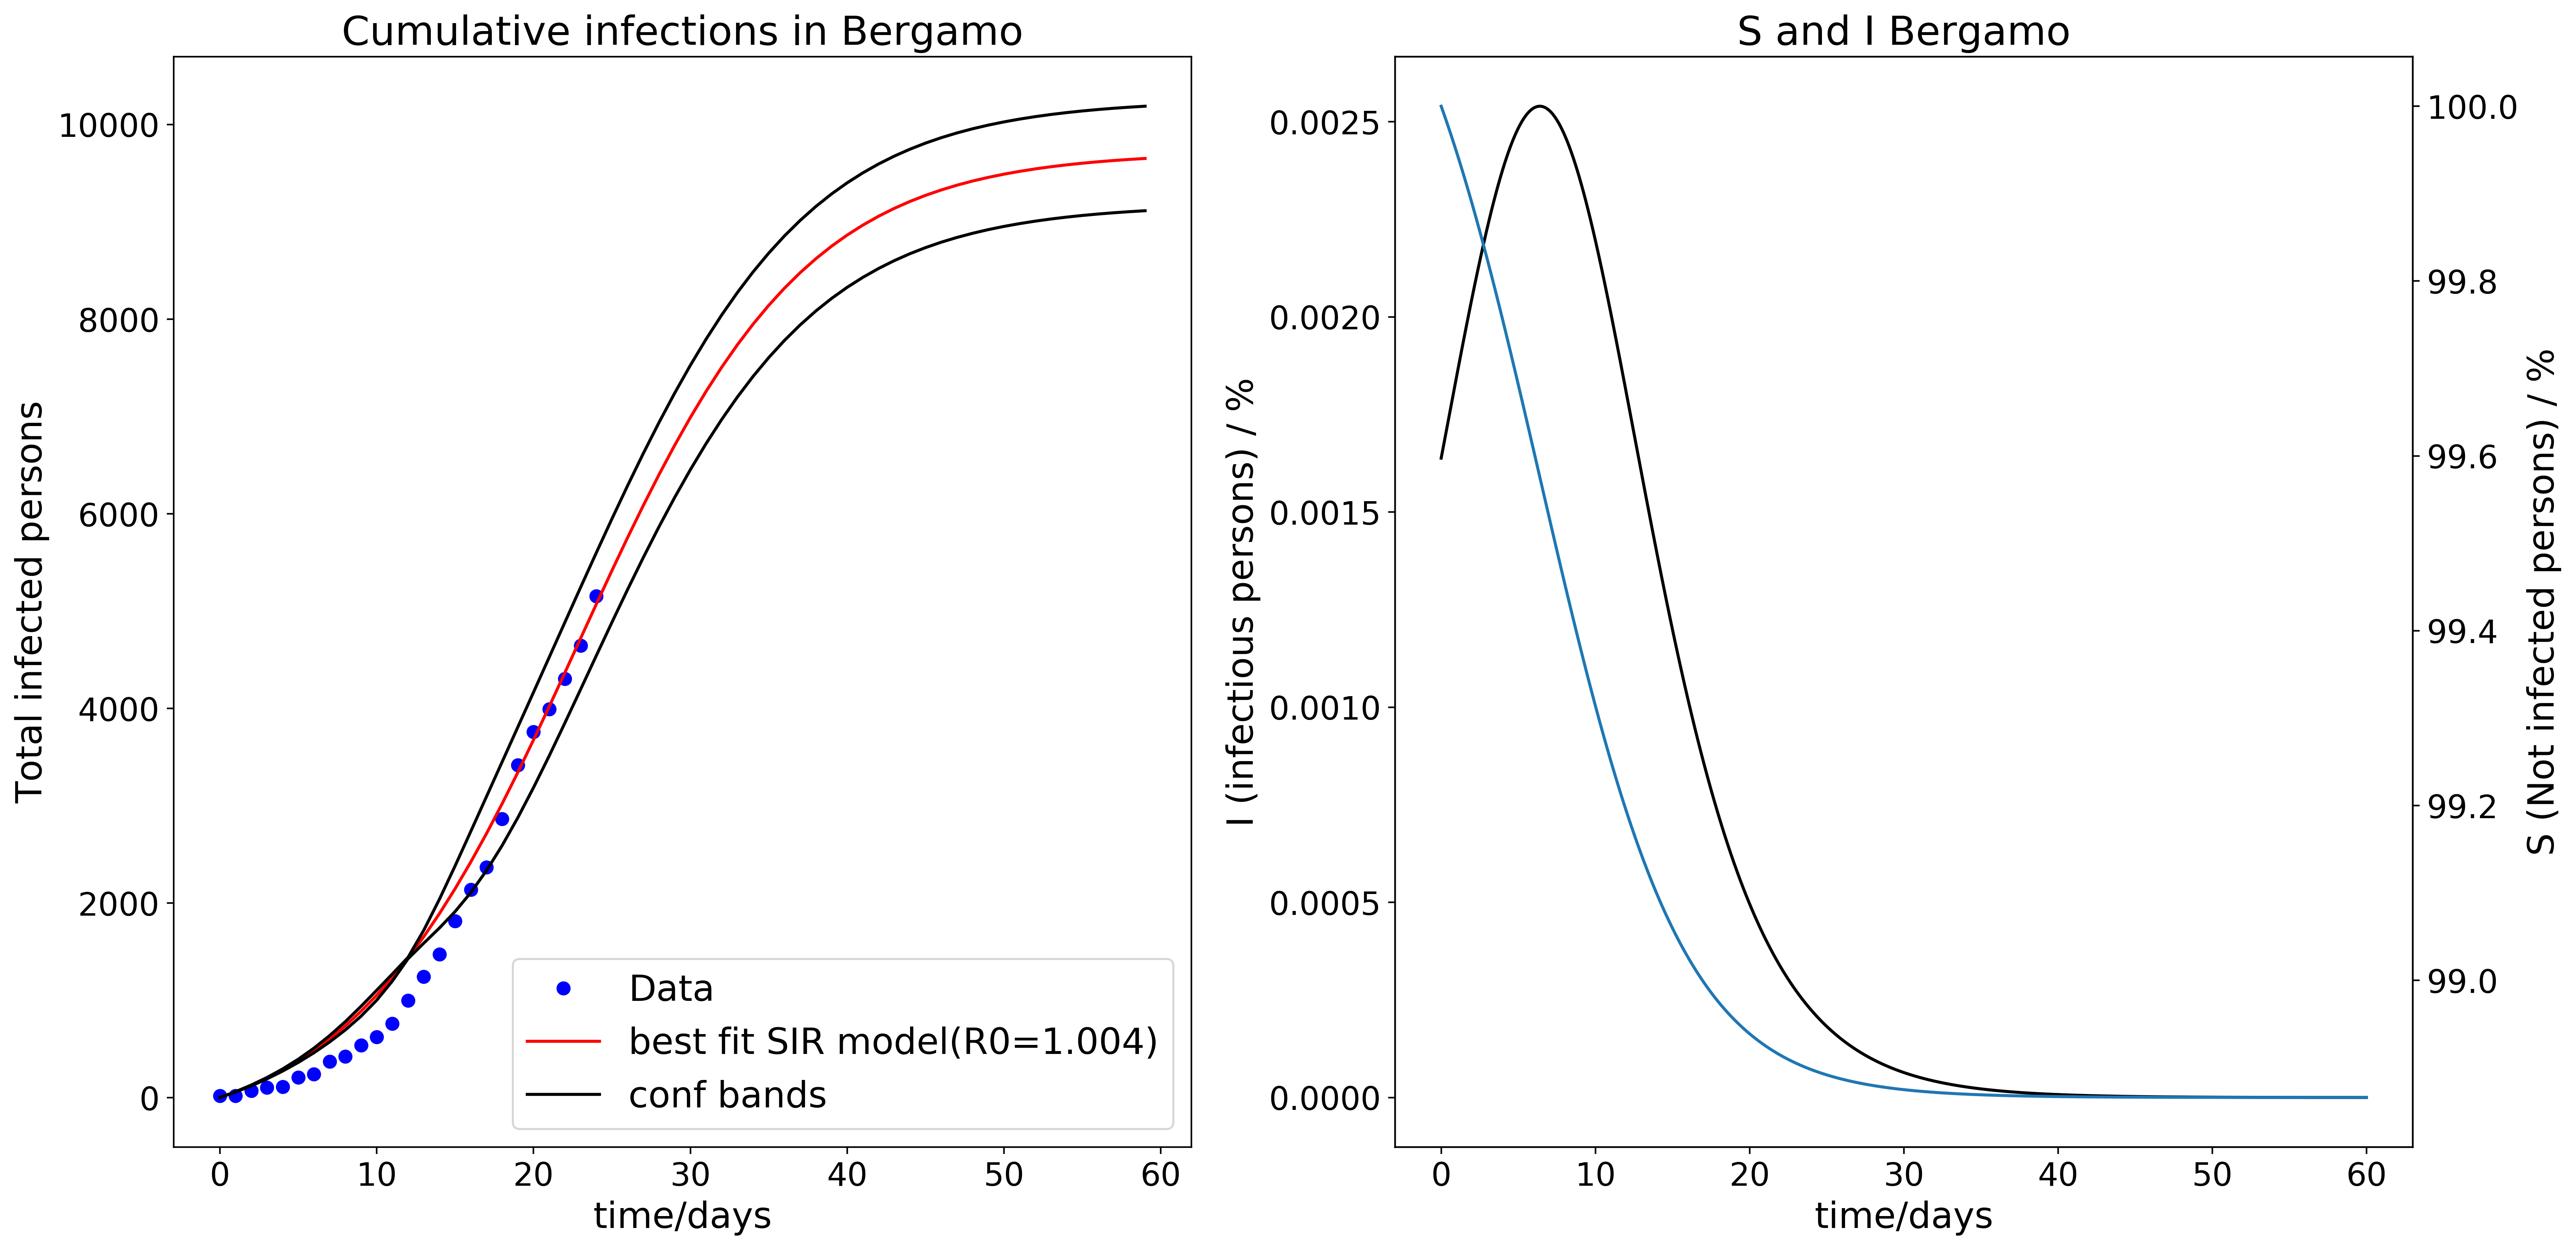 Cumulative infections in Bergamo
Total infected persons
10000
8000
6000
4000
2000
0
0 10 20 30 40 50 60
time/days
Data
best fit SIR model(R0=1.004)
conf bands
S and I Bergamo
I (infectious persons) / %
0.0025
0.0020
0.0015
0.0010
0.0005
0.0000
0 10 20 30 40 50 60
time/days
100.0
99.8
99.6
99.4
99.2
99.0
S (Not infected persons) / %